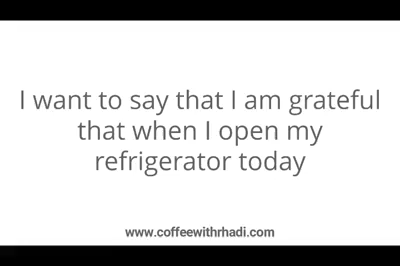 I want to say that I am grateful
that when I open my
refrigerator today
www.coffeewithrhadi.com